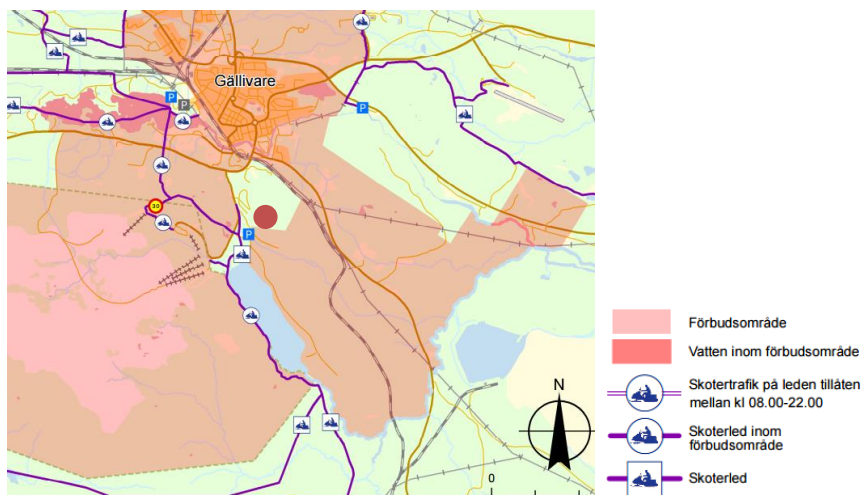 Gällivare
P
P
P
30
P
N
0
Förbudsområde
Vatten inom förbudsområde
Skotertrafik på leden tillåten
mellan kl 08.00-22.00
Skoterled inom
förbudsområde
Skoterled